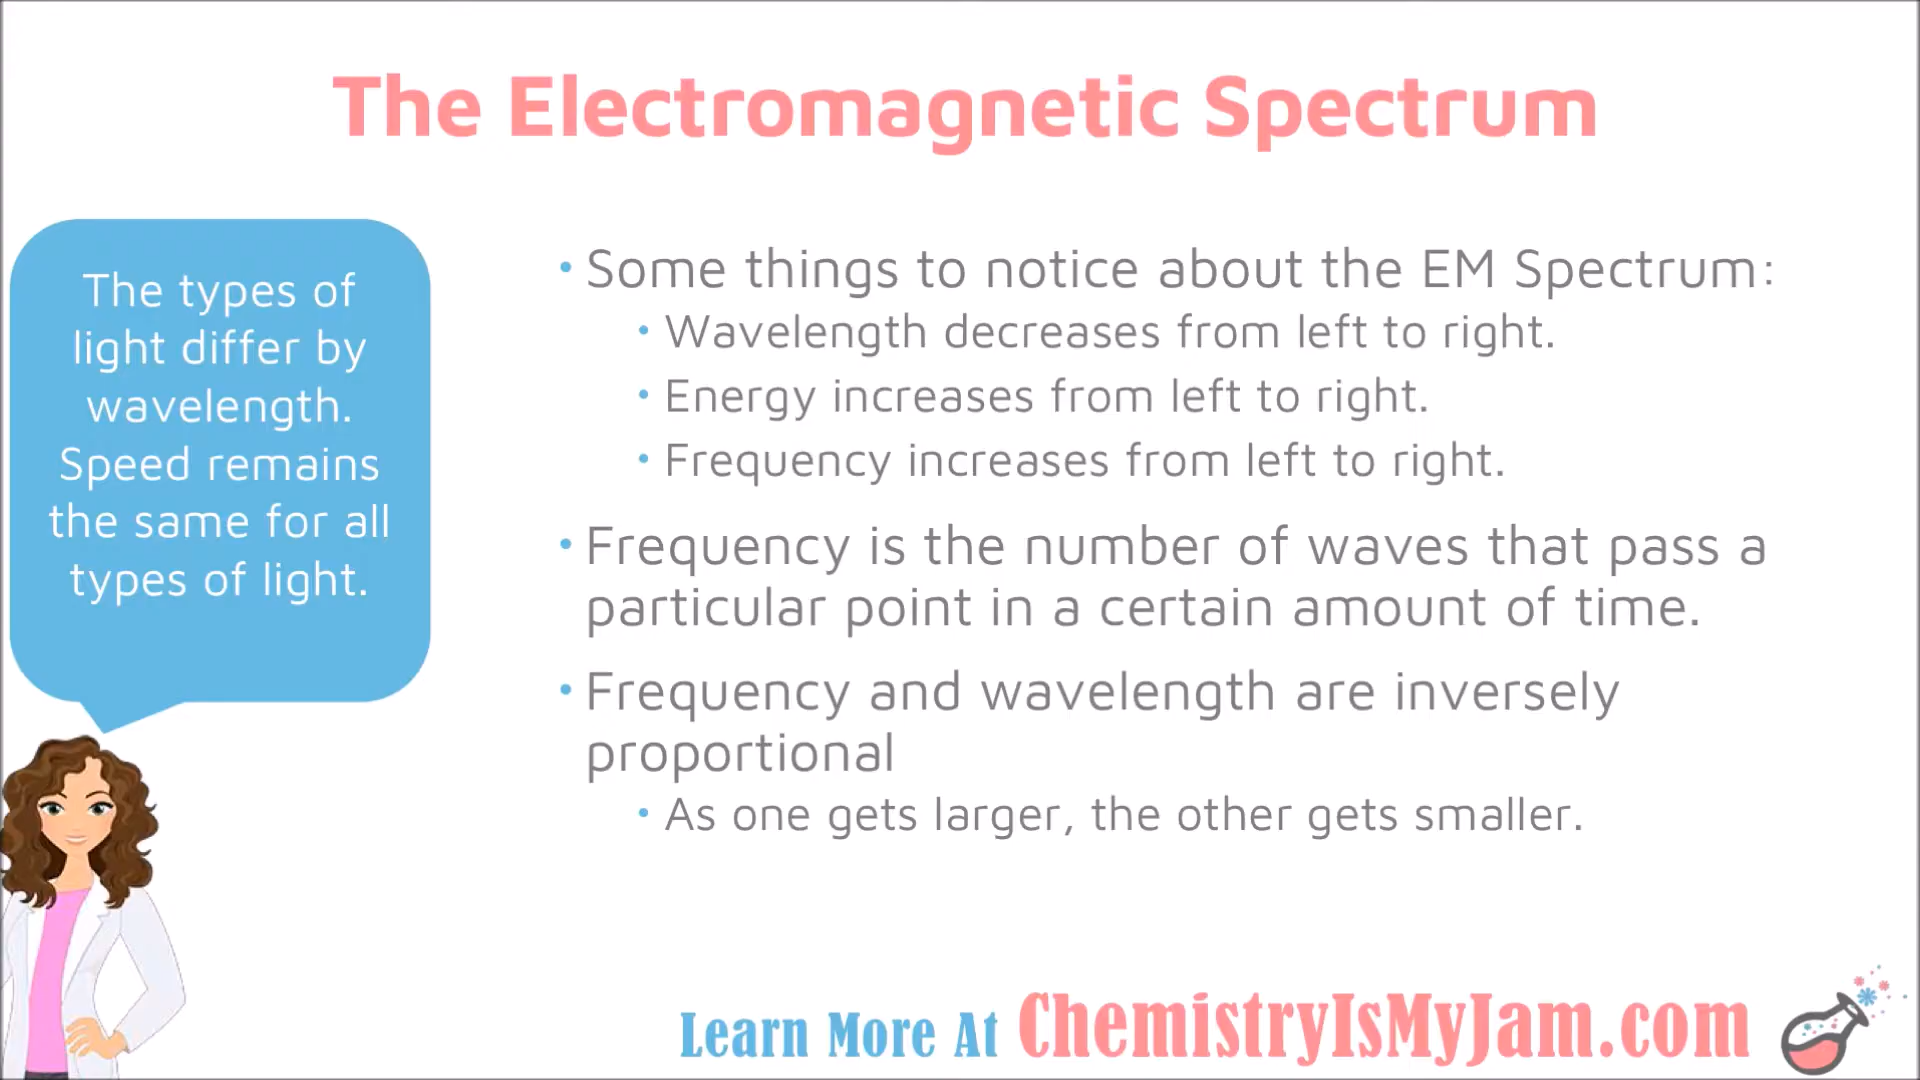 The Electromagnetic Spectrum
The types of
light differ by
wavelength.
Speed remains
the same for all
types of light.
• Some things to notice about the EM Spectrum:
• Wavelength decreases from left to right.
• Energy increases from left to right.
• Frequency increases from left to right.
• Frequency is the number of waves that pass a
particular point in a certain amount of time.
• Frequency and wavelength are inversely
proportional
• As one gets larger, the other gets smaller.
Learn More At ChemistryIsMyJam.com